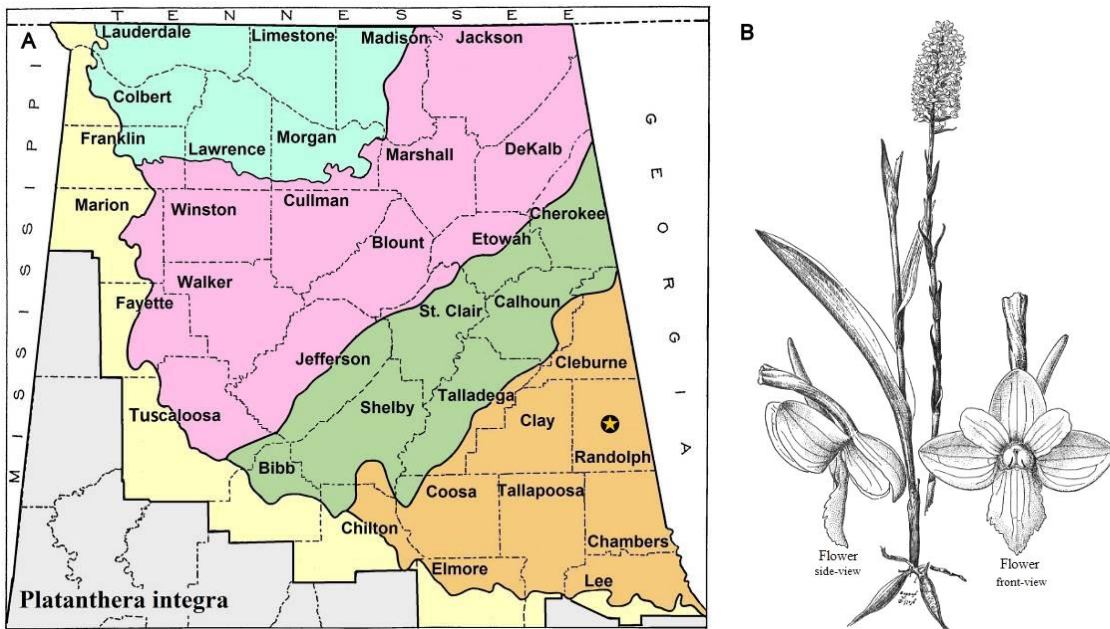 A
T E N N E S S E E
Lauderdale
Limestone
Madison
Jackson
Colbert
Franklin
Lawrence
Morgan
Marshall
DeKalb
Marion
Winston
Cullman
Cherokee
Blount
Etowah
Walker
Fayette
St. Clair
Calhoun
Jefferson
Cleburne
Talladega
Tuscaloosa
Shelby
Clay
Randolph
Bibb
Coosa
Tallapoosa
Chilton
Chambers
Elmore
Lee
M I S S I S S I P P I
G E O R G I A
Platanthera integra
B
Flower
side-view
Flower
front-view